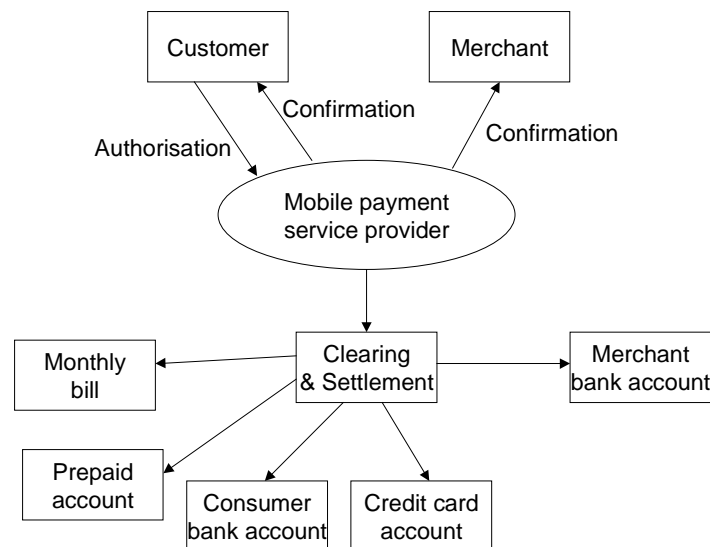 Customer
Merchant
Confirmation
Authorisation
Confirmation
Mobile payment
service provider
Monthly
bill
Clearing
& Settlement
Merchant
bank account
Prepaid
account
Consumer
bank account
Credit card
account